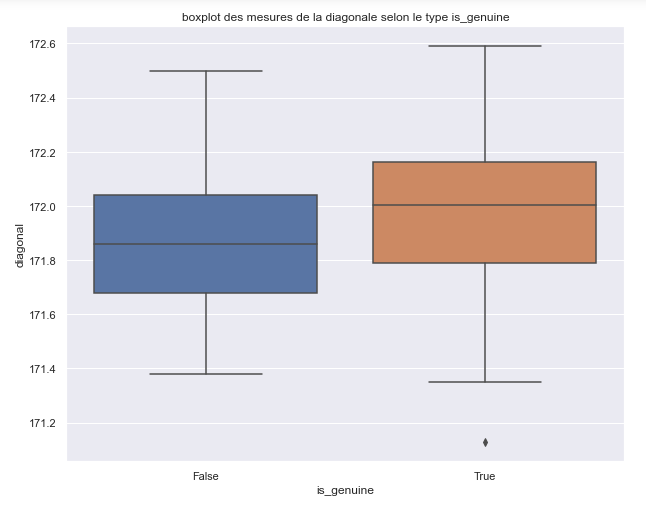 boxplot des mesures de la diagonale selon le type is_genuine
172.6
172.4
172.2
172.0
171.8
171.6
171.4
171.2
diagonal
False
True
is_genuine